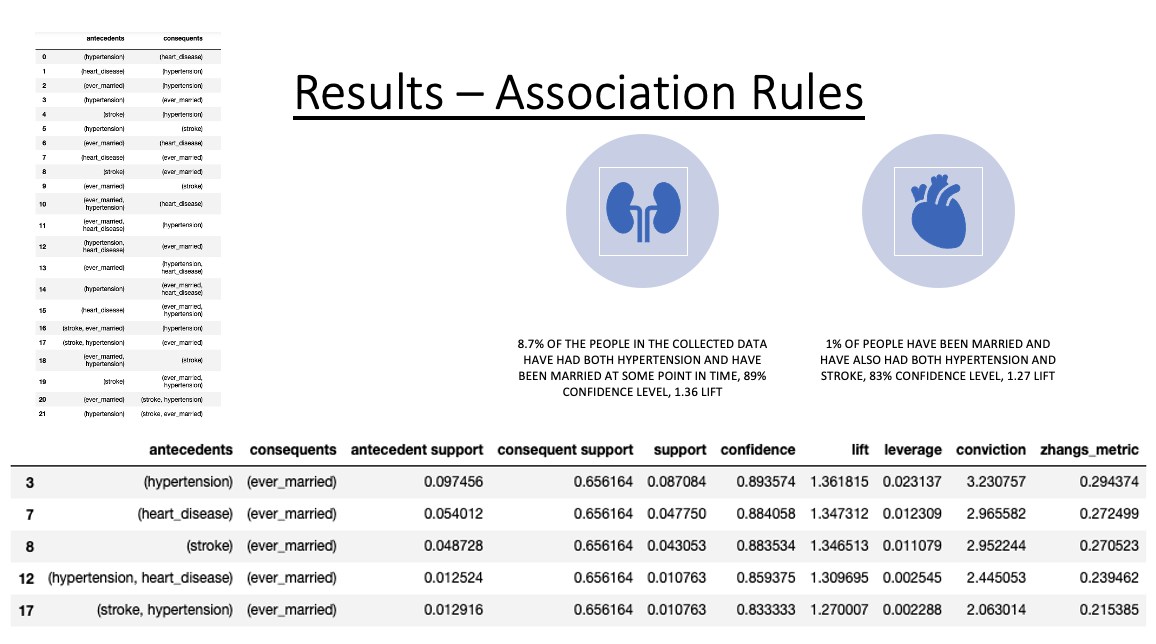 antecedents consequents
0 (hypertension) (heart_disease)
1 (heart_disease) (hypertension)
2 (ever_married) (hypertension)
3 (hypertension) (ever_married)
4 (stroke) (hypertension)
5 (hypertension) (stroke)
6 (ever_married) (heart_disease)
7 (heart_disease) (ever_married)
8 (stroke) (ever_married)
9 (ever_married) (stroke)
10 (ever_married, hypertension) (heart_disease)
11 (ever_married, heart_disease) (hypertension)
12 (hypertension, heart_disease) (ever_married)
13 (ever_married) (hypertension, heart_disease)
14 (hypertension) (ever_married, heart_disease)
15 (heart_disease) (ever_married, hypertension)
16 (stroke, ever_married) (hypertension)
17 (stroke, hypertension) (ever_married)
18 (ever_married, hypertension) (stroke)
19 (stroke) (ever_married, hypertension)
20 (ever_married) (stroke, hypertension)
21 (hypertension) (stroke, ever_married)
Results – Association Rules
8.7% OF THE PEOPLE IN THE COLLECTED DATA
HAVE HAD BOTH HYPERTENSION AND HAVE
BEEN MARRIED AT SOME POINT IN TIME, 89%
CONFIDENCE LEVEL, 1.36 LIFT
1% OF PEOPLE HAVE BEEN MARRIED AND
HAVE ALSO HAD BOTH HYPERTENSION AND
STROKE, 83% CONFIDENCE LEVEL, 1.27 LIFT
antecedents consequents antecedent support consequent support support confidence lift leverage conviction zhangs_metric
3 (hypertension) (ever_married) 0.097456 0.656164 0.087084 0.893574 1.361815 0.023137 3.230757 0.294374
7 (heart_disease) (ever_married) 0.054012 0.656164 0.047750 0.884058 1.347312 0.012309 2.965582 0.272499
8 (stroke) (ever_married) 0.048728 0.656164 0.043053 0.883534 1.346513 0.011079 2.952244 0.270523
12 (hypertension, heart_disease) (ever_married) 0.012524 0.656164 0.010763 0.859375 1.309695 0.002545 2.445053 0.239462
17 (stroke, hypertension) (ever_married) 0.012916 0.656164 0.010763 0.833333 1.270007 0.002288 2.063014 0.215385